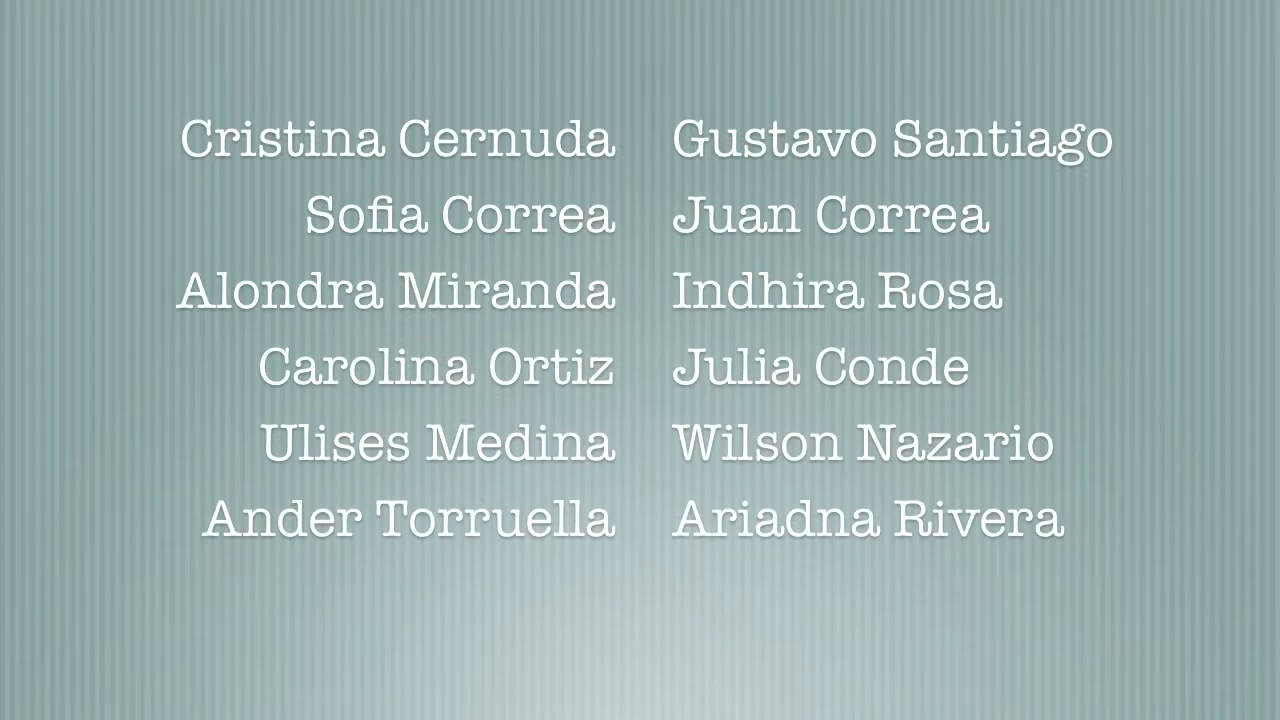 Cristina Cernuda Gustavo Santiago
Sofia Correa Juan Correa
Alondra Miranda Indhira Rosa
Carolina Ortiz Julia Conde
Ulises Medina Wilson Nazario
Ander Torruella Ariadna Rivera